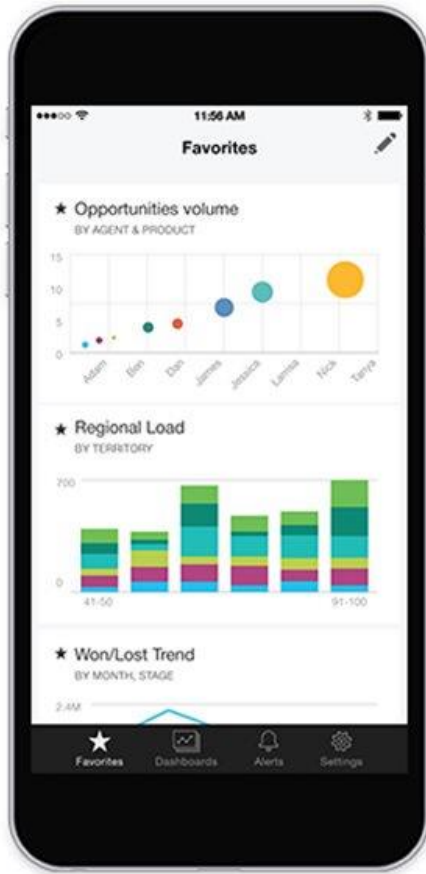 11:56 AM
Favorites
Opportunities volume
BY AGENT & PRODUCT
15
10
5
0
Adam
Ben
Dan
James
Jessica
Larissa
Nick
Tanya
Regional Load
BY TERRITORY
700
0
41-50
91-100
Won/Lost Trend
BY MONTH, STAGE
2.4M
Favorites
Dashboards
Alerts
Settings